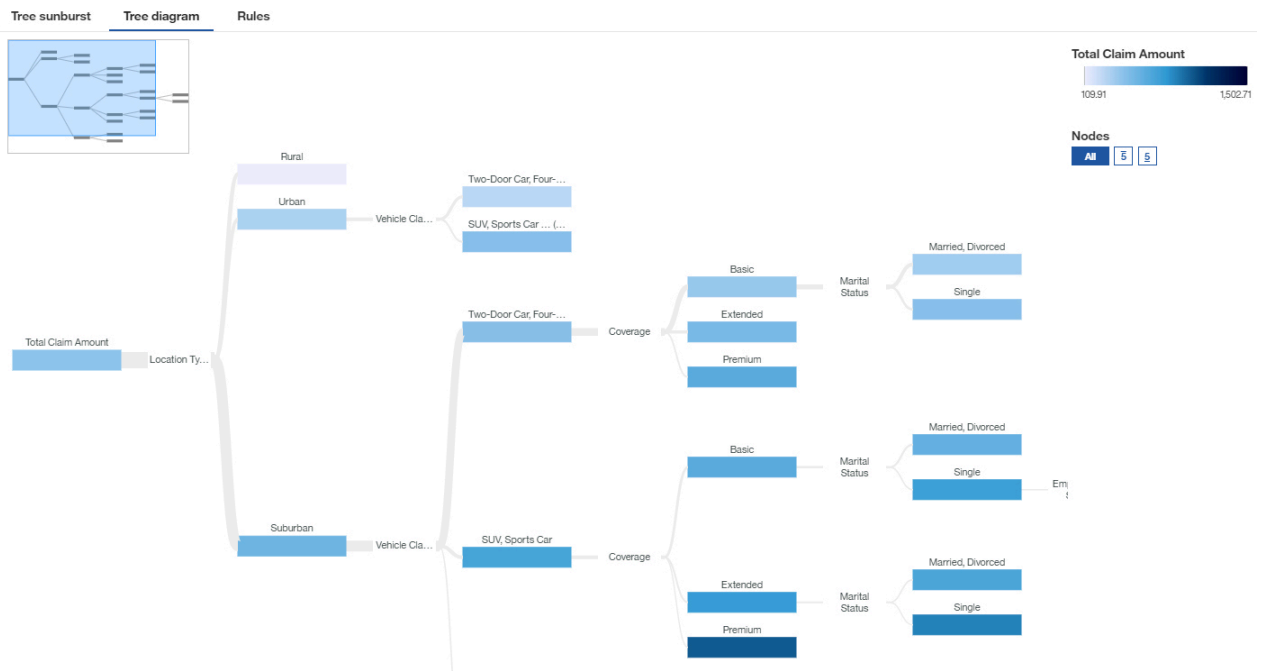 Tree sunburst
Tree diagram
Rules
Total Claim Amount
109.91
1,502.71
Nodes
All
5
5
Rural
Urban
Vehicle Cla...
Two-Door Car, Four-...
SUV, Sports Car ... (...
Total Claim Amount
Location Ty...
Two-Door Car, Four-...
Coverage
Basic
Marital
Status
Married, Divorced
Single
Extended
Premium
Suburban
Vehicle Cla...
SUV, Sports Car
Coverage
Basic
Marital
Status
Married, Divorced
Single
Extended
Marital
Status
Married, Divorced
Single
Premium